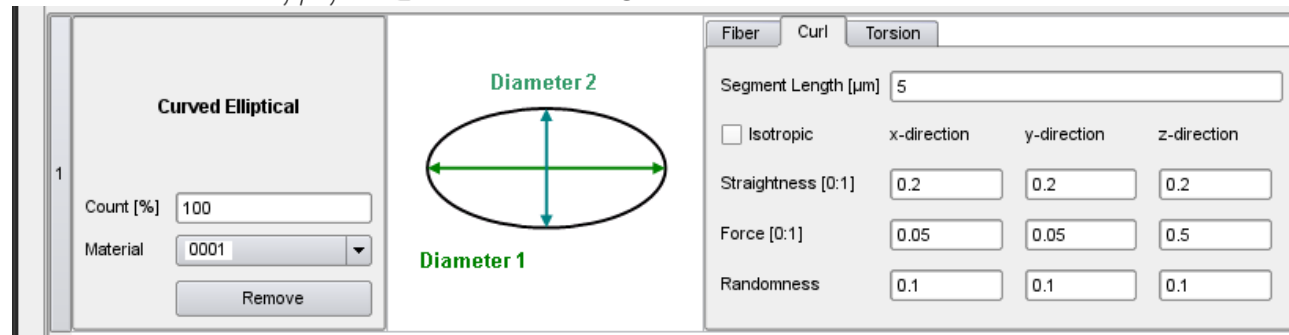 Fiber Curl Torsion
Diameter 2
Segment Length [µm] 5
Curved Elliptical
Isotropic x-direction y-direction z-direction
1
Straightness [0:1] 0.2 0.2 0.2
Count [%] 100
Force [0:1] 0.05 0.05 0.5
Material 0001
Diameter 1
Randomness 0.1 0.1 0.1
Remove